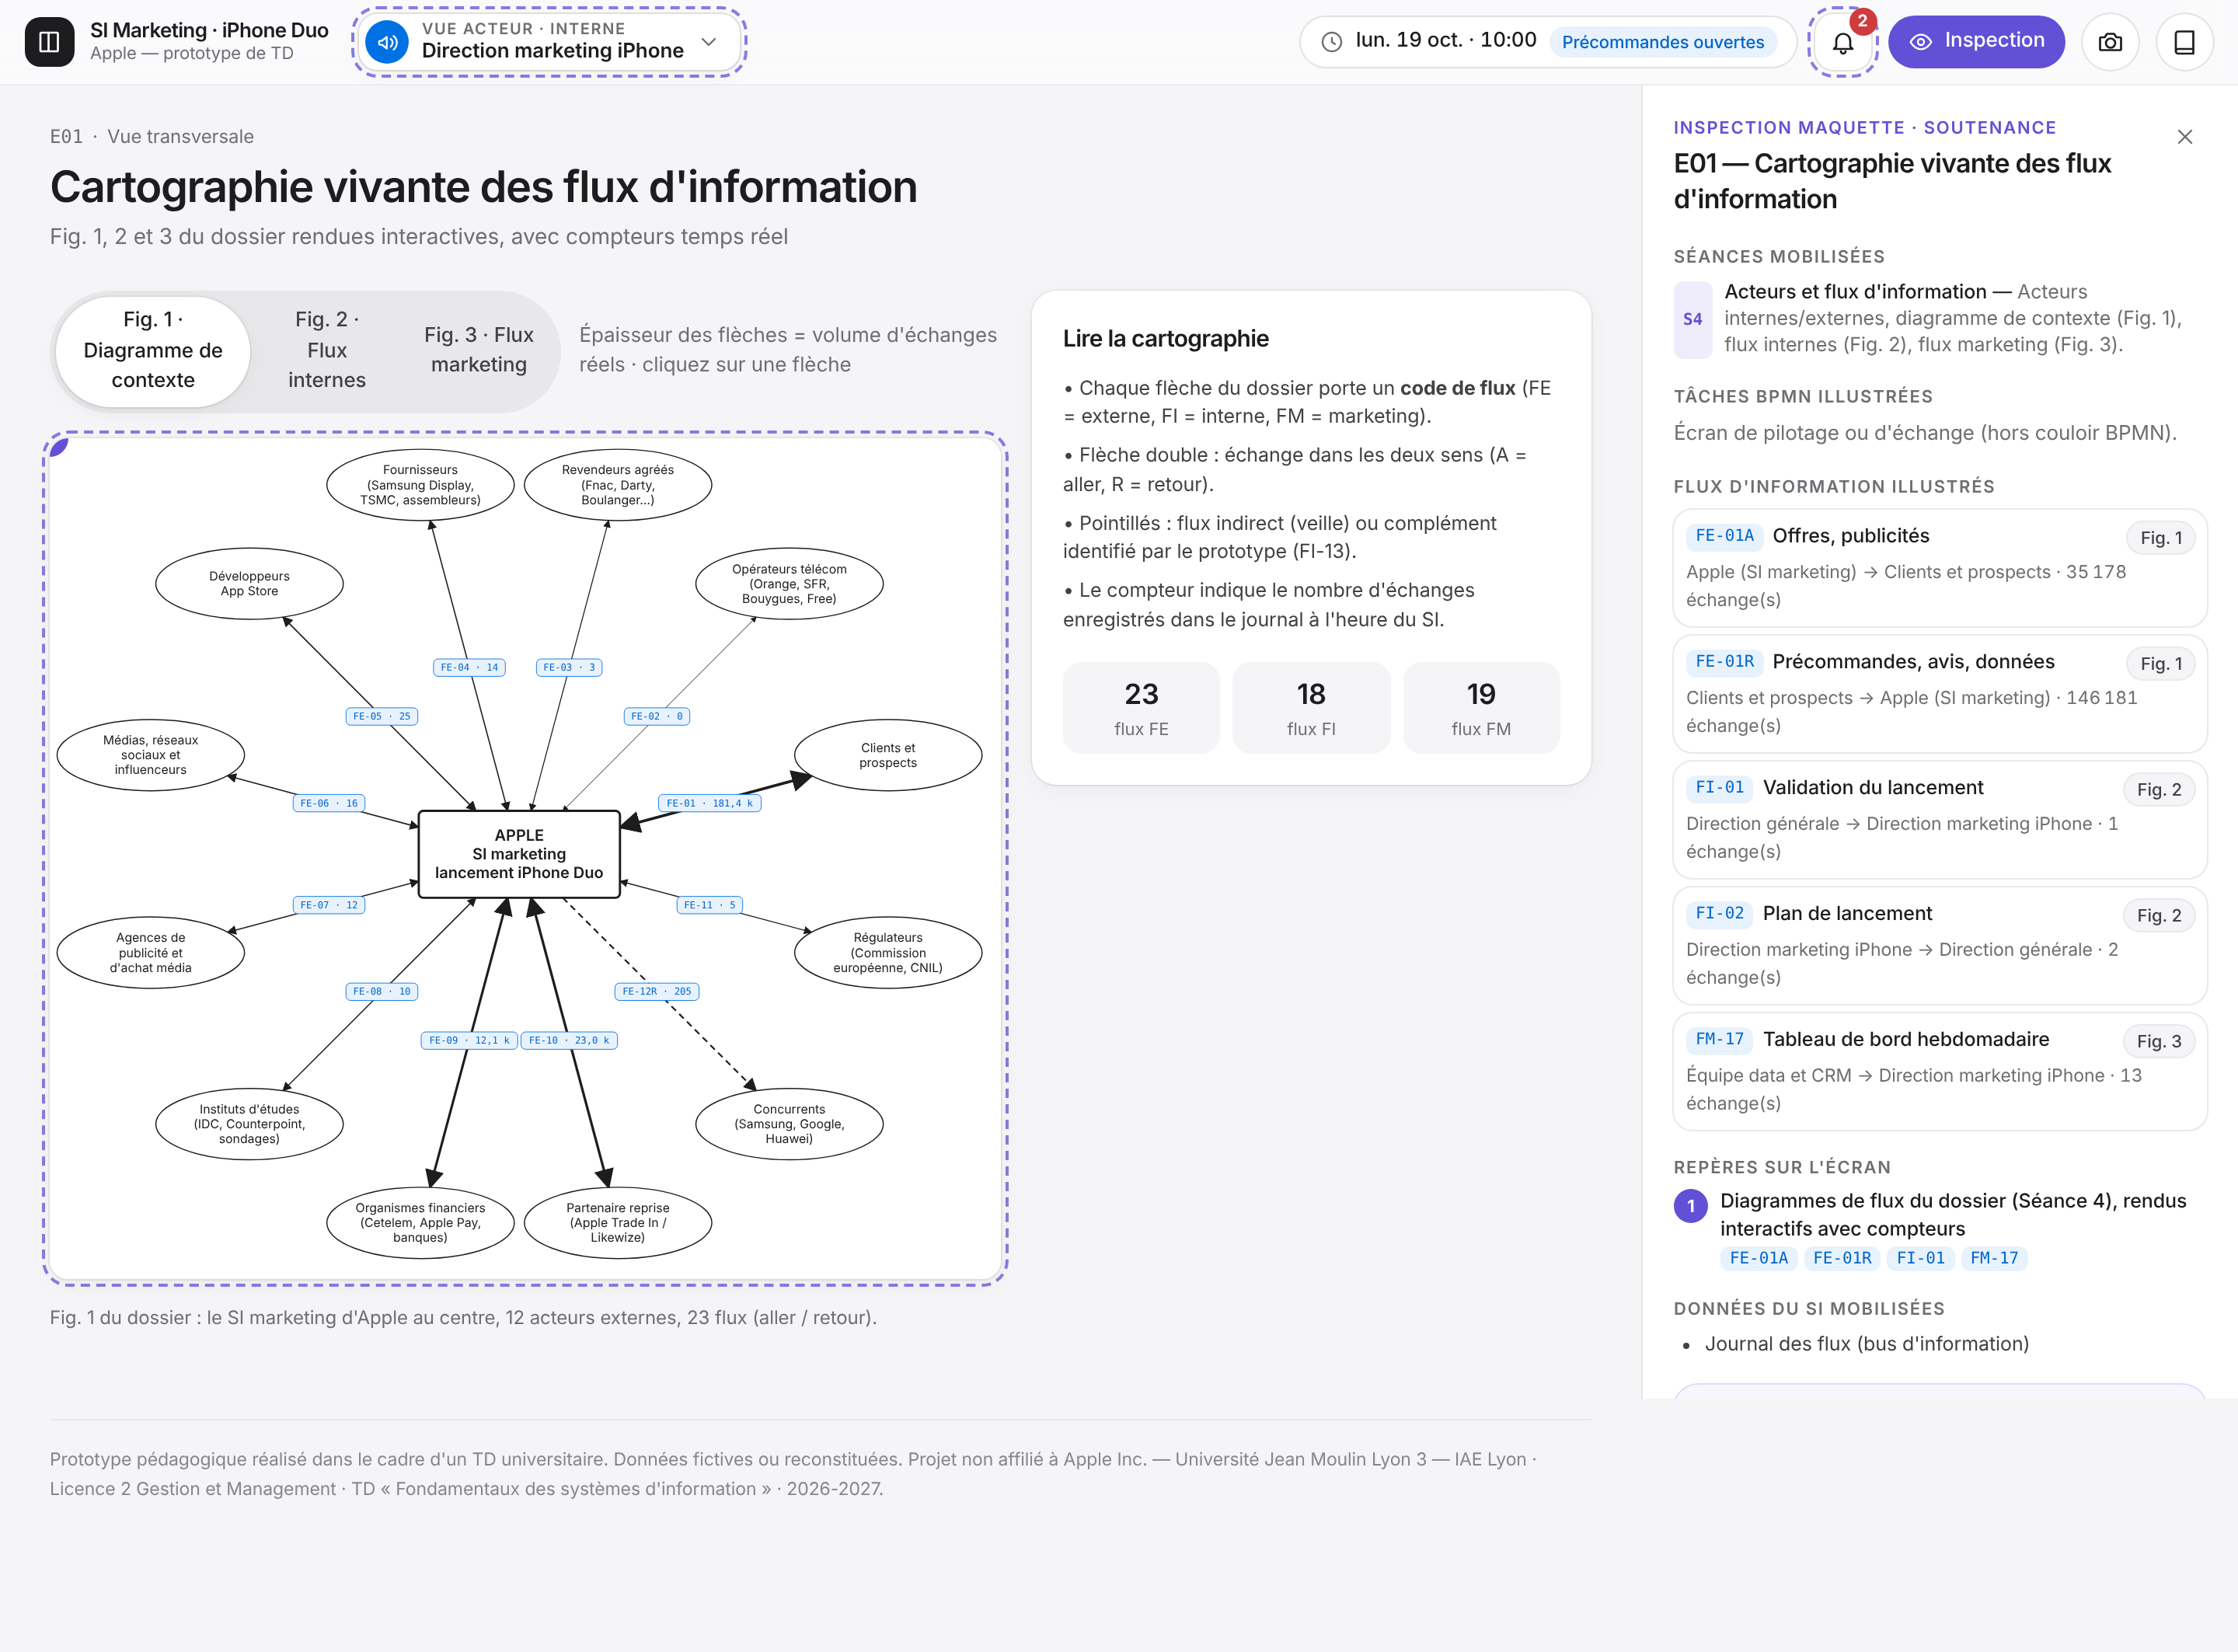 SI Marketing · iPhone Duo
Apple — prototype de TD
VUE ACTEUR · INTERNE
Direction marketing iPhone
lun. 19 oct. · 10:00
Précommandes ouvertes
2
Inspection
E01 · Vue transversale
Cartographie vivante des flux d'information
Fig. 1, 2 et 3 du dossier rendues interactives, avec compteurs temps réel
Fig. 1 ·
Diagramme de
contexte
Fig. 2 ·
Flux
internes
Fig. 3 · Flux
marketing
Épaisseur des flèches = volume d'échanges
réels · cliquez sur une flèche
Fournisseurs
(Samsung Display,
TSMC, assembleurs)
Revendeurs agréés
(Fnac, Darty,
Boulanger...)
Développeurs
App Store
Opérateurs télécom
(Orange, SFR,
Bouygues, Free)
FE-04 · 14
FE-03 · 3
FE-05 · 25
FE-02 · 0
Médias, réseaux
sociaux et
influenceurs
Clients et
prospects
FE-06 · 16
FE-01 · 181,4 k
APPLE
SI marketing
lancement iPhone Duo
FE-07 · 12
FE-11 · 5
Agences de
publicité et
d'achat média
Régulateurs
(Commission
européenne, CNIL)
FE-08 · 10
FE-12R · 205
FE-09 · 12,1 k
FE-10 · 23,0 k
Instituts d'études
(IDC, Counterpoint,
sondages)
Concurrents
(Samsung, Google,
Huawei)
Organismes financiers
(Cetelem, Apple Pay,
banques)
Partenaire reprise
(Apple Trade In /
Likewize)
Fig. 1 du dossier : le SI marketing d'Apple au centre, 12 acteurs externes, 23 flux (aller / retour).
Lire la cartographie
• Chaque flèche du dossier porte un code de flux (FE
= externe, FI = interne, FM = marketing).
• Flèche double : échange dans les deux sens (A =
aller, R = retour).
• Pointillés : flux indirect (veille) ou complément
identifié par le prototype (FI-13).
• Le compteur indique le nombre d'échanges
enregistrés dans le journal à l'heure du SI.
23
flux FE
18
flux FI
19
flux FM
INSPECTION MAQUETTE · SOUTENANCE
E01 — Cartographie vivante des flux
d'information
SÉANCES MOBILISÉES
S4
Acteurs et flux d'information — Acteurs
internes/externes, diagramme de contexte (Fig. 1),
flux internes (Fig. 2), flux marketing (Fig. 3).
TÂCHES BPMN ILLUSTRÉES
Écran de pilotage ou d'échange (hors couloir BPMN).
FLUX D'INFORMATION ILLUSTRÉS
FE-01A Offres, publicités Fig. 1
Apple (SI marketing) → Clients et prospects · 35 178
échange(s)
FE-01R Précommandes, avis, données Fig. 1
Clients et prospects → Apple (SI marketing) · 146 181
échange(s)
FI-01 Validation du lancement Fig. 2
Direction générale → Direction marketing iPhone · 1
échange(s)
FI-02 Plan de lancement Fig. 2
Direction marketing iPhone → Direction générale · 2
échange(s)
FM-17 Tableau de bord hebdomadaire Fig. 3
Équipe data et CRM → Direction marketing iPhone · 13
échange(s)
REPÈRES SUR L'ÉCRAN
1
Diagrammes de flux du dossier (Séance 4), rendus
interactifs avec compteurs
FE-01A FE-01R FI-01 FM-17
DONNÉES DU SI MOBILISÉES
• Journal des flux (bus d'information)
Prototype pédagogique réalisé dans le cadre d'un TD universitaire. Données fictives ou reconstituées. Projet non affilié à Apple Inc. — Université Jean Moulin Lyon 3 — IAE Lyon ·
Licence 2 Gestion et Management · TD « Fondamentaux des systèmes d'information » · 2026-2027.